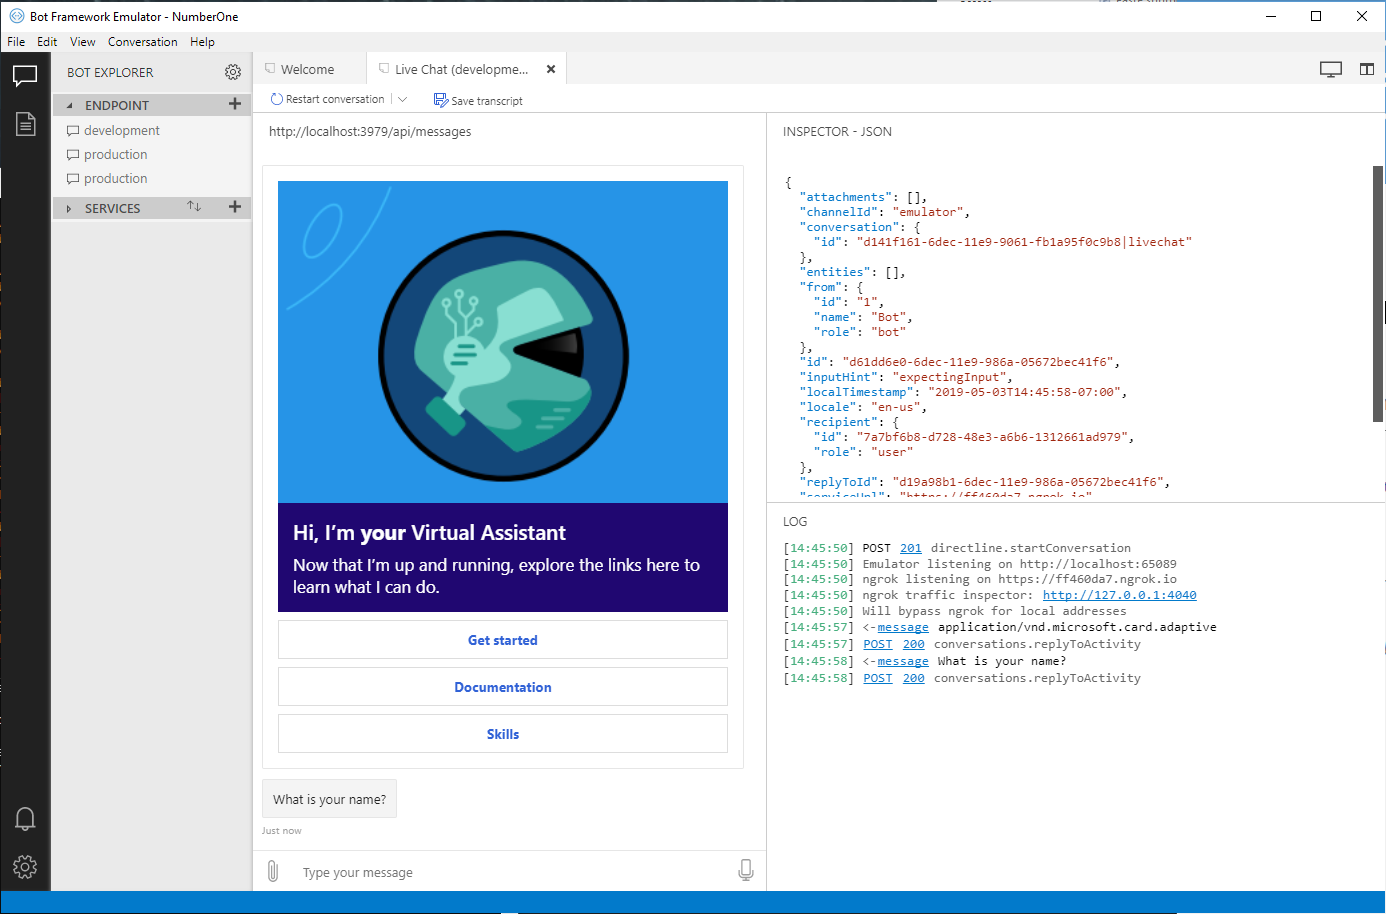 Bot Framework Emulator - NumberOne
File Edit View Conversation Help
BOT EXPLORER
ENDPOINT
development
production
production
SERVICES
Welcome
Live Chat (developme...
Restart conversation
Save transcript
http://localhost:3979/api/messages
Hi, I'm your Virtual Assistant
Now that I'm up and running, explore the links here to
learn what I can do.
Get started
Documentation
Skills
What is your name?
Just now
Type your message
INSPECTOR - JSON
{
"attachments": [],
"channelId": "emulator",
"conversation": {
"id": "d141f161-6dec-11e9-9061-fb1a95f0c9b8|livechat"
},
"entities": [],
"from": {
"id": "1",
"name": "Bot",
"role": "bot"
},
"id": "d61dd6e0-6dec-11e9-986a-05672bec41f6",
"inputHint": "expectingInput",
"localTimestamp": "2019-05-03T14:45:58-07:00",
"locale": "en-us",
"recipient": {
"id": "7a7bf6b8-d728-48e3-a6b6-1312661ad979",
"role": "user"
},
"replyToId": "d19a98b1-6dec-11e9-986a-05672bec41f6",
"serviceUrl": "https://ff460da7.ngrok.io"
LOG
[14:45:50] POST 201 directline.startConversation
[14:45:50] Emulator listening on http://localhost:65089
[14:45:50] ngrok listening on https://ff460da7.ngrok.io
[14:45:50] ngrok traffic inspector: http://127.0.0.1:4040
[14:45:50] Will bypass ngrok for local addresses
[14:45:57] <-message application/vnd.microsoft.card.adaptive
[14:45:57] POST 200 conversations.replyToActivity
[14:45:58] <-message What is your name?
[14:45:58] POST 200 conversations.replyToActivity